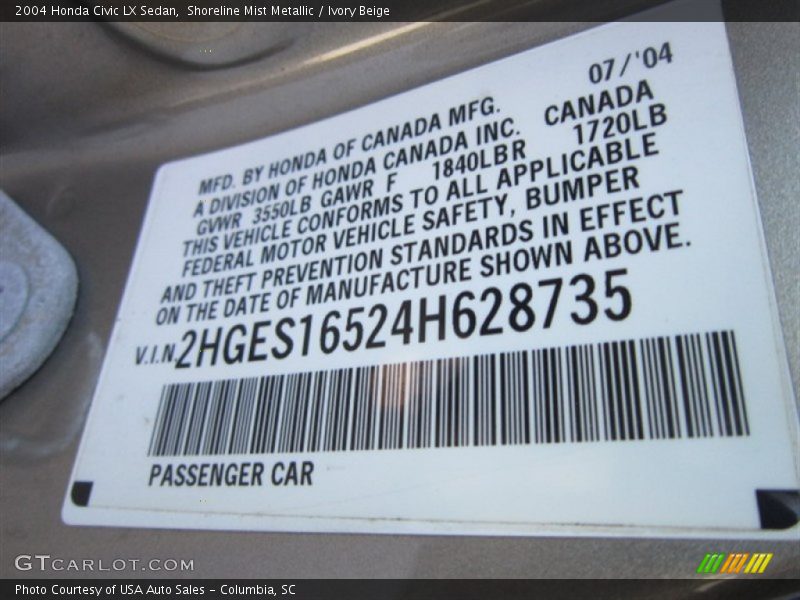 2004 Honda Civic LX Sedan, Shoreline Mist Metallic / Ivory Beige
07/'04
MFD. BY HONDA OF CANADA MFG.
A DIVISION OF HONDA CANADA INC. CANADA
GVWR 3550LB GAWR F 1840LB R 1720LB
THIS VEHICLE CONFORMS TO ALL APPLICABLE
FEDERAL MOTOR VEHICLE SAFETY, BUMPER
AND THEFT PREVENTION STANDARDS IN EFFECT
ON THE DATE OF MANUFACTURE SHOWN ABOVE.
V.I.N. 2HGES16524H628735
PASSENGER CAR
GTCARLOT.COM
Photo Courtesy of USA Auto Sales - Columbia, SC